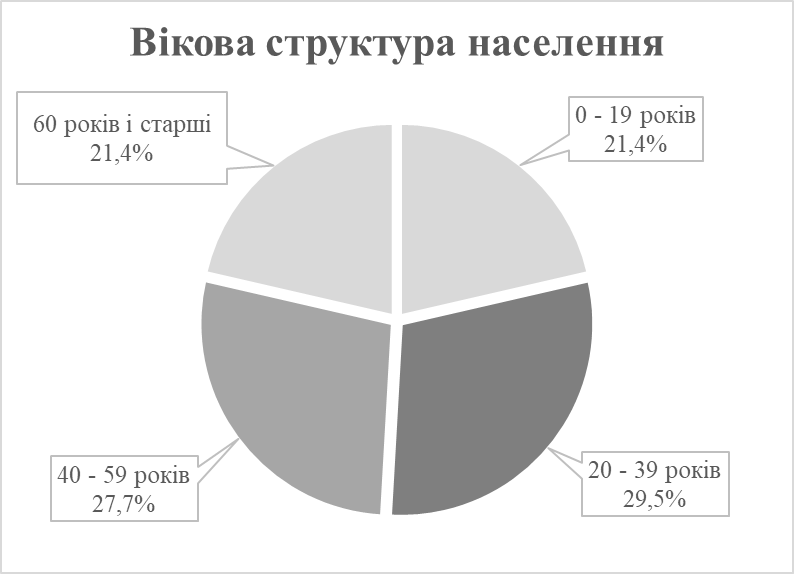 Вікова структура населення
60 років і старші
21,4%
0 - 19 років
21,4%
40 - 59 років
27,7%
20 - 39 років
29,5%